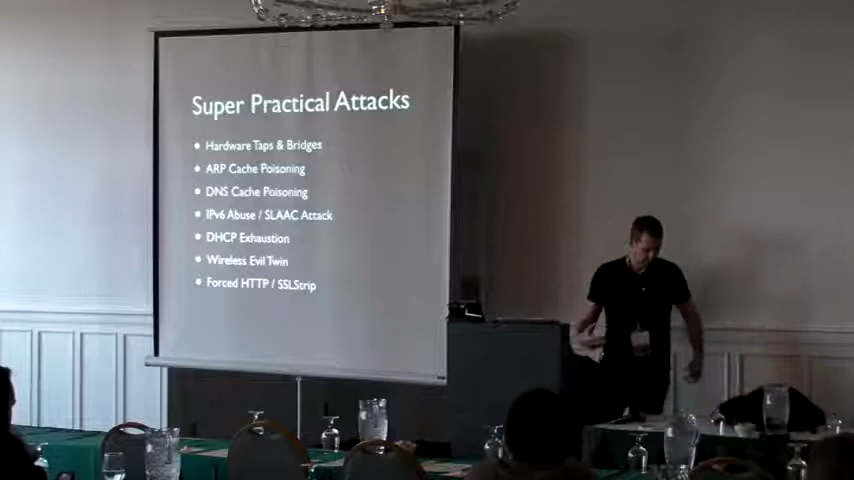 Super Practical Attacks
Hardware Taps & Bridges
ARP Cache Poisoning
DNS Cache Poisoning
IPv6 Abuse / SLAAC Attack
DHCP Exhaustion
Wireless Evil Twin
Forced HTTP / SSLStrip